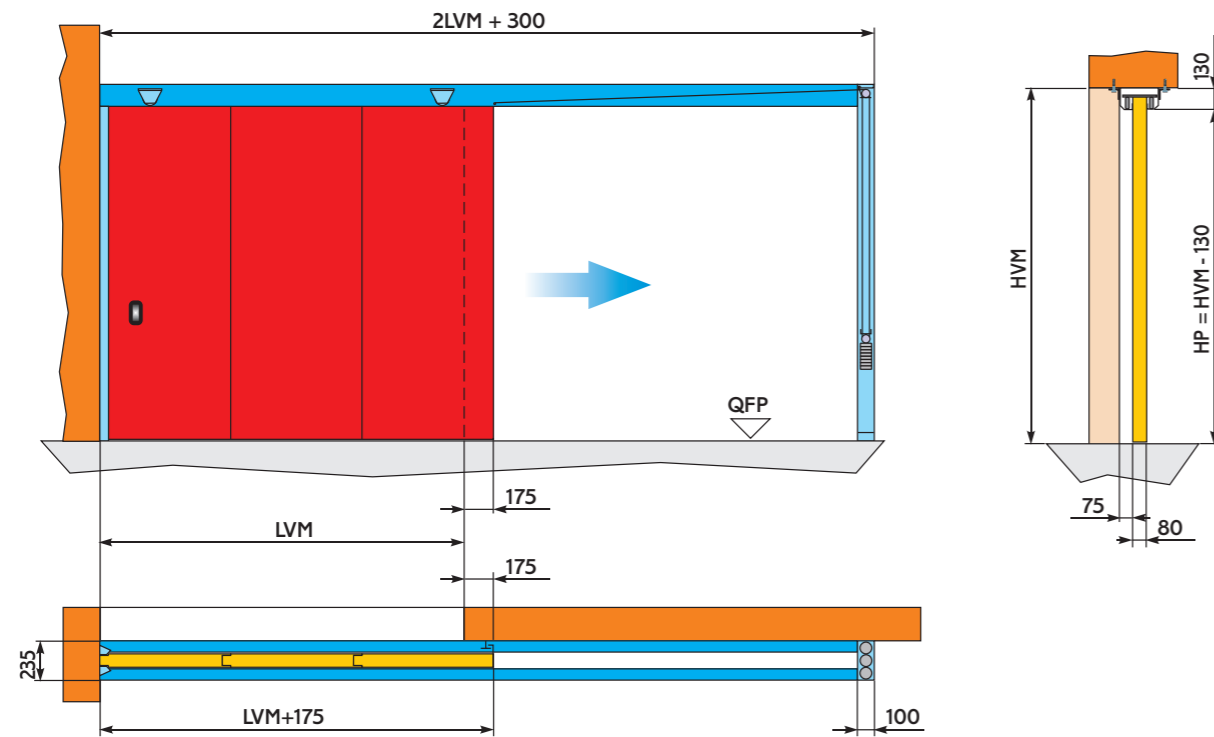 2LVM + 300
130
HVM
HP = HVM - 130
QFP
175
75
80
LVM
175
235
LVM+175
100